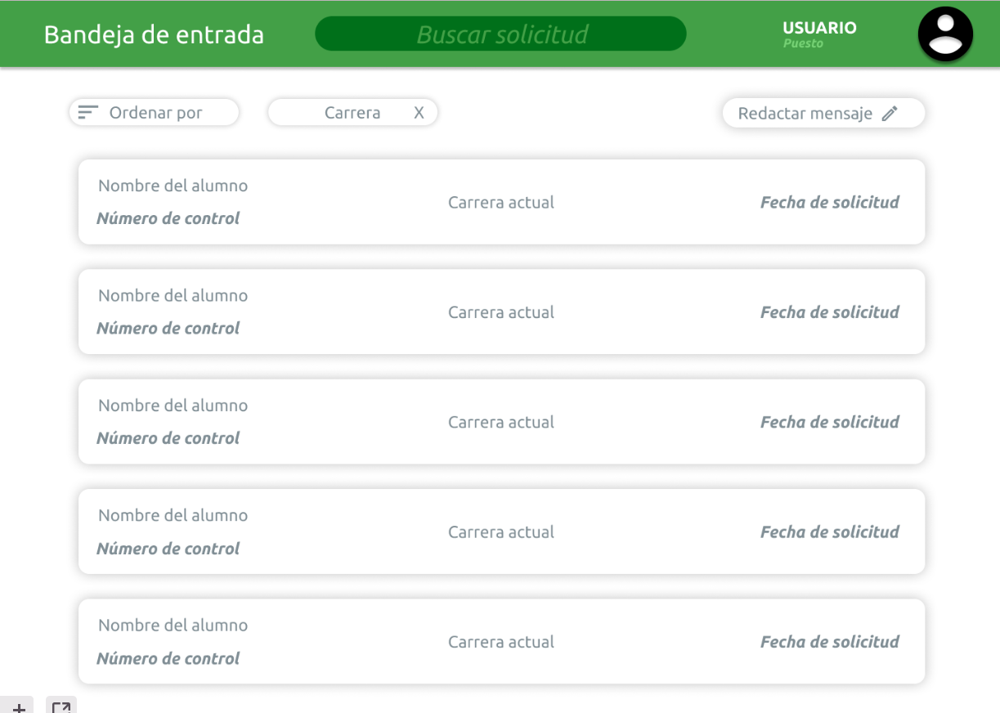 Bandeja de entrada
Buscar solicitud
USUARIO
Puesto
Ordenar por
Carrera X
Redactar mensaje
Nombre del alumno
Número de control
Carrera actual
Fecha de solicitud
Nombre del alumno
Número de control
Carrera actual
Fecha de solicitud
Nombre del alumno
Número de control
Carrera actual
Fecha de solicitud
Nombre del alumno
Número de control
Carrera actual
Fecha de solicitud
Nombre del alumno
Número de control
Carrera actual
Fecha de solicitud